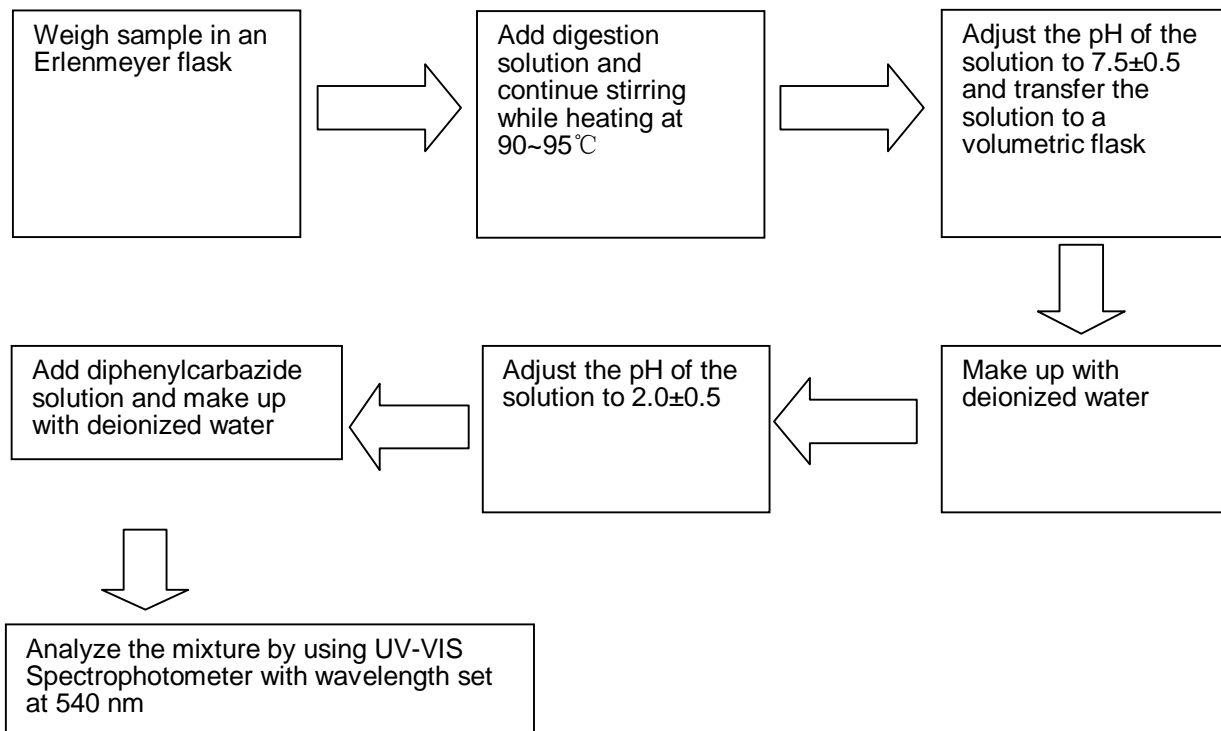 Weigh sample in an
Erlenmeyer flask
Add digestion
solution and
continue stirring
while heating at
90~95℃
Adjust the pH of the
solution to 7.5±0.5
and transfer the
solution to a
volumetric flask
Make up with
deionized water
Adjust the pH of the
solution to 2.0±0.5
Add diphenylcarbazide
solution and make up
with deionized water
Analyze the mixture by using UV-VIS
Spectrophotometer with wavelength set
at 540 nm